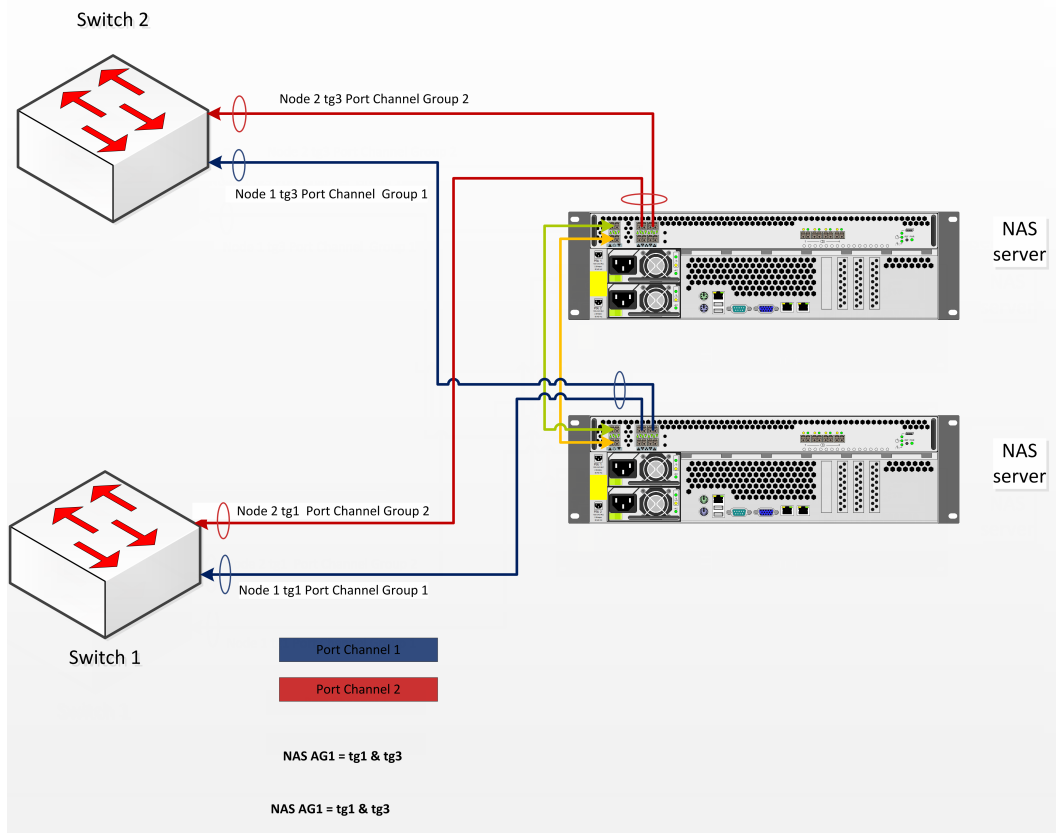 Switch 2
Node 2 tg3 Port Channel Group 2
Node 1 tg3 Port Channel  Group 1
NAS
server
NAS
server
Node 2 tg1  Port Channel Group 2
Node 1 tg1 Port Channel Group 1
Switch 1
Port Channel 1
Port Channel 2
NAS AG1 = tg1 & tg3
NAS AG1 = tg1 & tg3